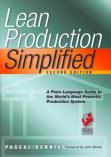 Lean
Production
Simplified
SECOND EDITION
A Plain-Language Guide to
the World's Most Powerful
Production System
PASCAL DENNIS
Foreword by John Shook